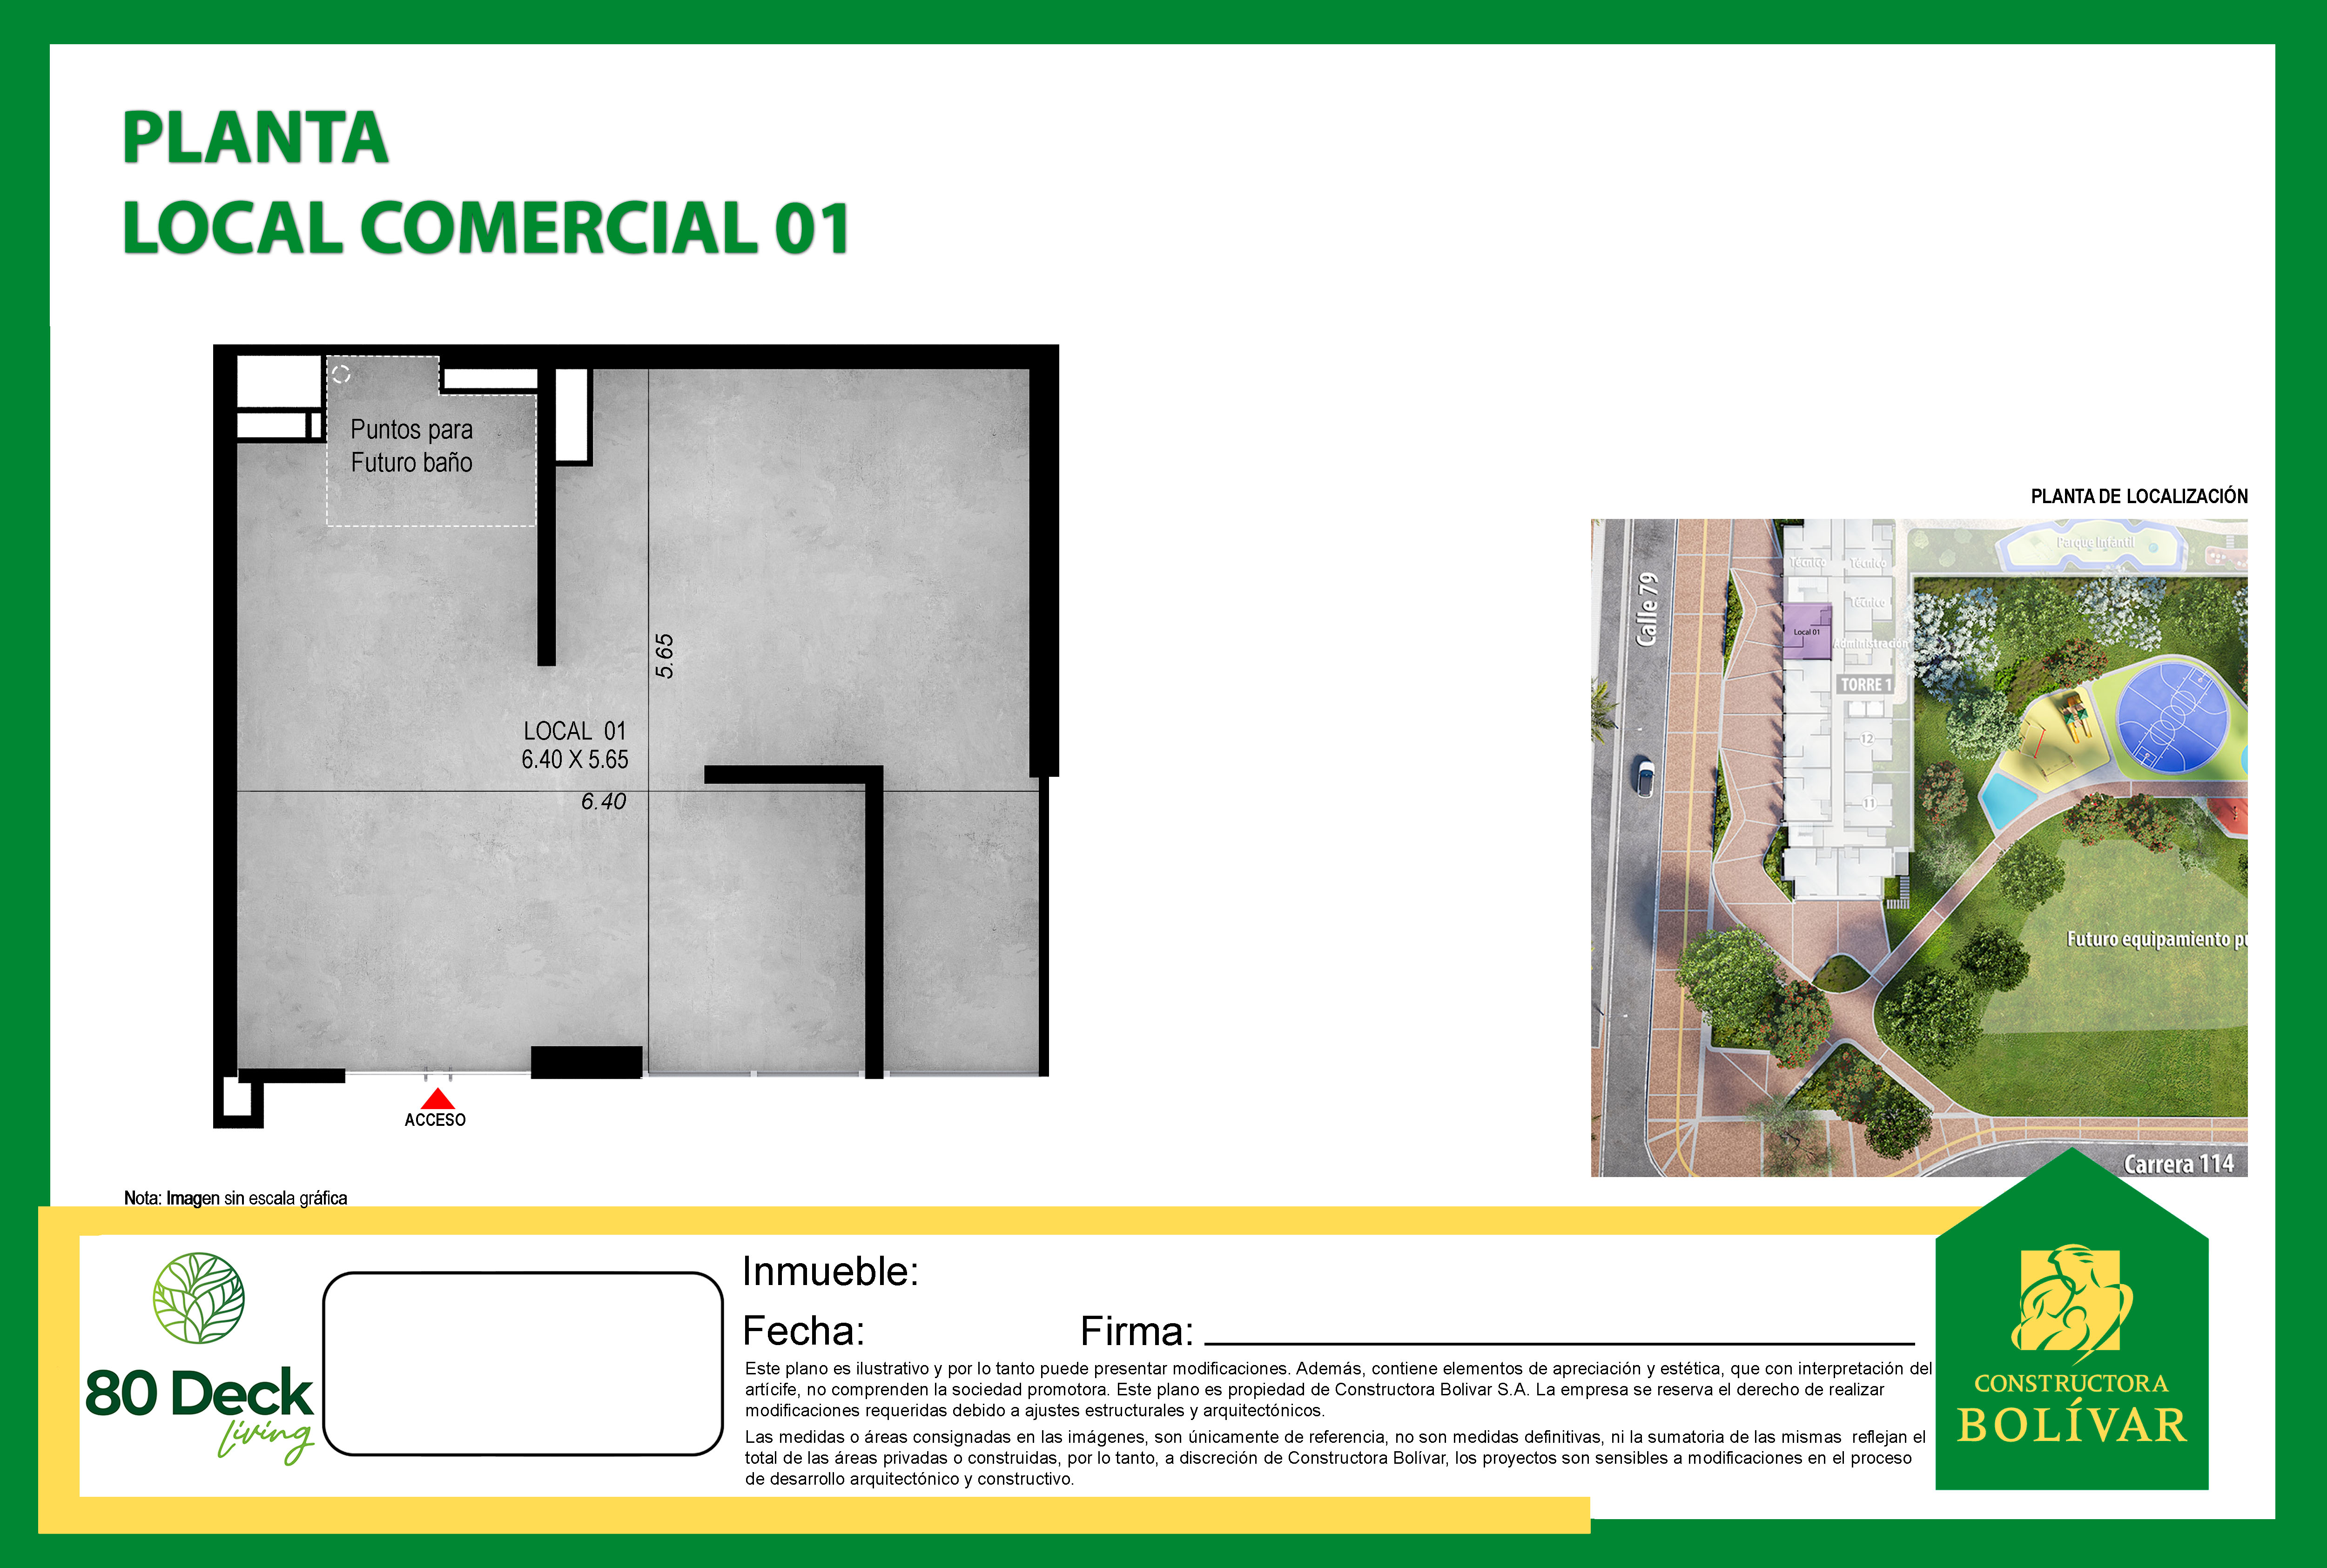 PLANTA
LOCAL COMERCIAL 01
Puntos para
Futuro baño
5.65
LOCAL 01
6.40 X 5.65
6.40
ACCESO
Nota: Imagen sin escala gráfica
PLANTA DE LOCALIZACIÓN
Parque Infántil
Técnico
Técnico
Técnico
Calle 79
Local 01
Administración
TORRE 1
12
11
Futuro equipamiento pu
Carrera 114
80 Deck
living
Inmueble:
Fecha:
Firma:
Este plano es ilustrativo y por lo tanto puede presentar modificaciones. Además, contiene elementos de apreciación y estética, que con interpretación del
artícife, no comprenden la sociedad promotora. Este plano es propiedad de Constructora Bolivar S.A. La empresa se reserva el derecho de realizar
modificaciones requeridas debido a ajustes estructurales y arquitectónicos.
Las medidas o áreas consignadas en las imágenes, son únicamente de referencia, no son medidas definitivas, ni la sumatoria de las mismas reflejan el
total de las áreas privadas o construidas, por lo tanto, a discreción de Constructora Bolívar, los proyectos son sensibles a modificaciones en el proceso
de desarrollo arquitectónico y constructivo.
CONSTRUCTORA
BOLÍVAR